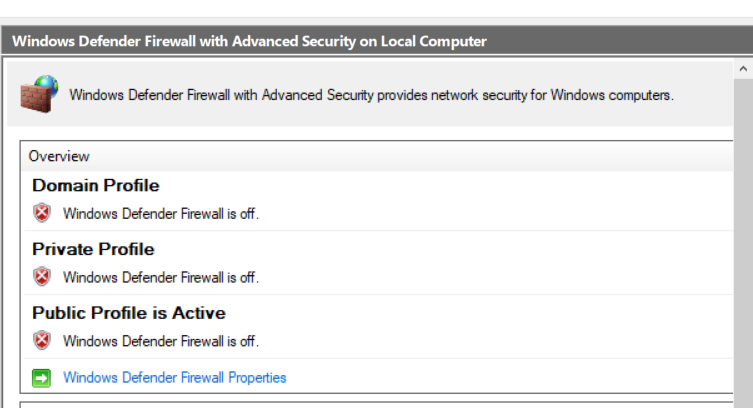 Windows Defender Firewall with Advanced Security on Local Computer
Windows Defender Firewall with Advanced Security provides network security for Windows computers.
Overview
Domain Profile
Windows Defender Firewall is off.
Private Profile
Windows Defender Firewall is off.
Public Profile is Active
Windows Defender Firewall is off.
Windows Defender Firewall Properties